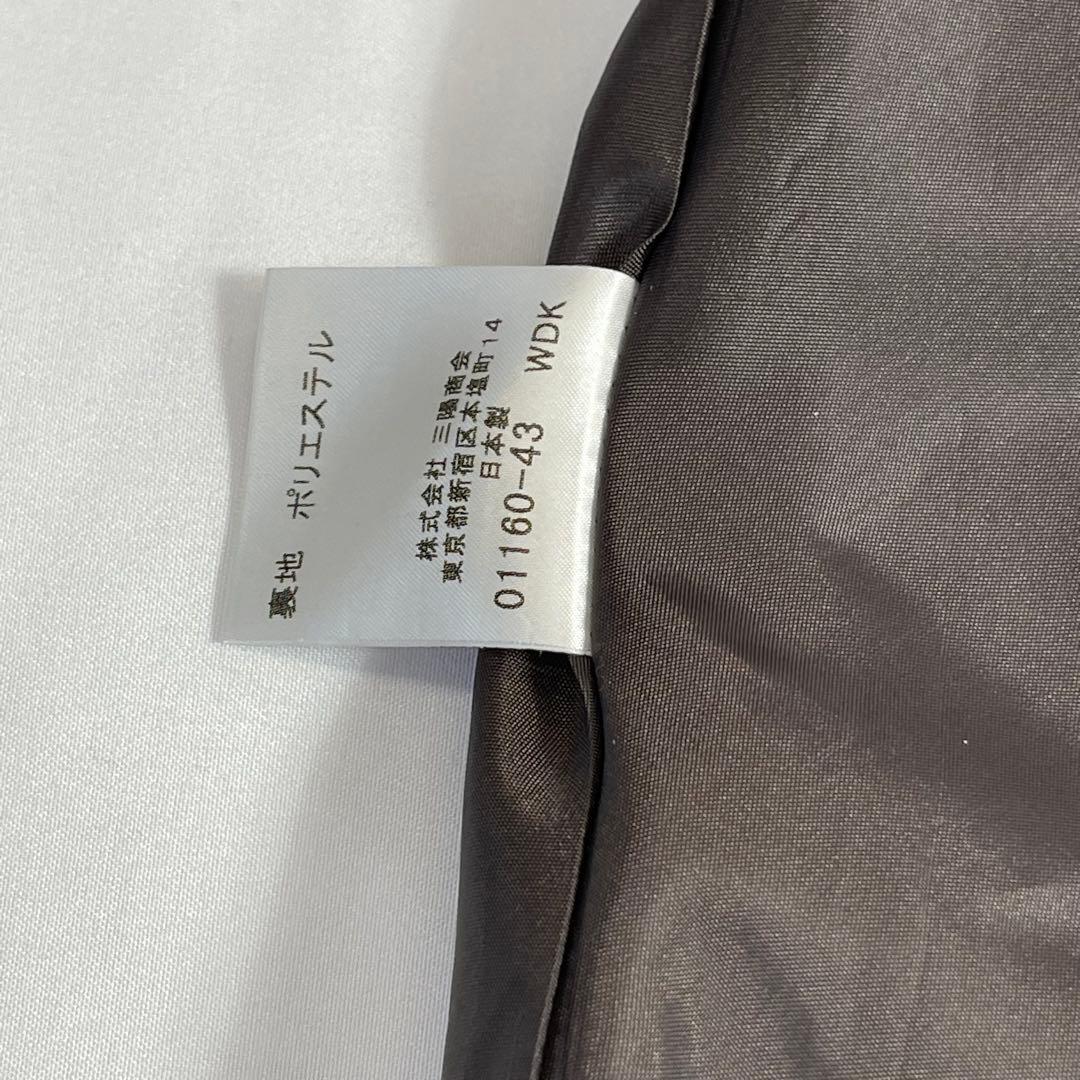 裏地 ポリエステル
株式会社 三陽商会
東京都新宿区本塩町14
日本製
01160-43 WDK